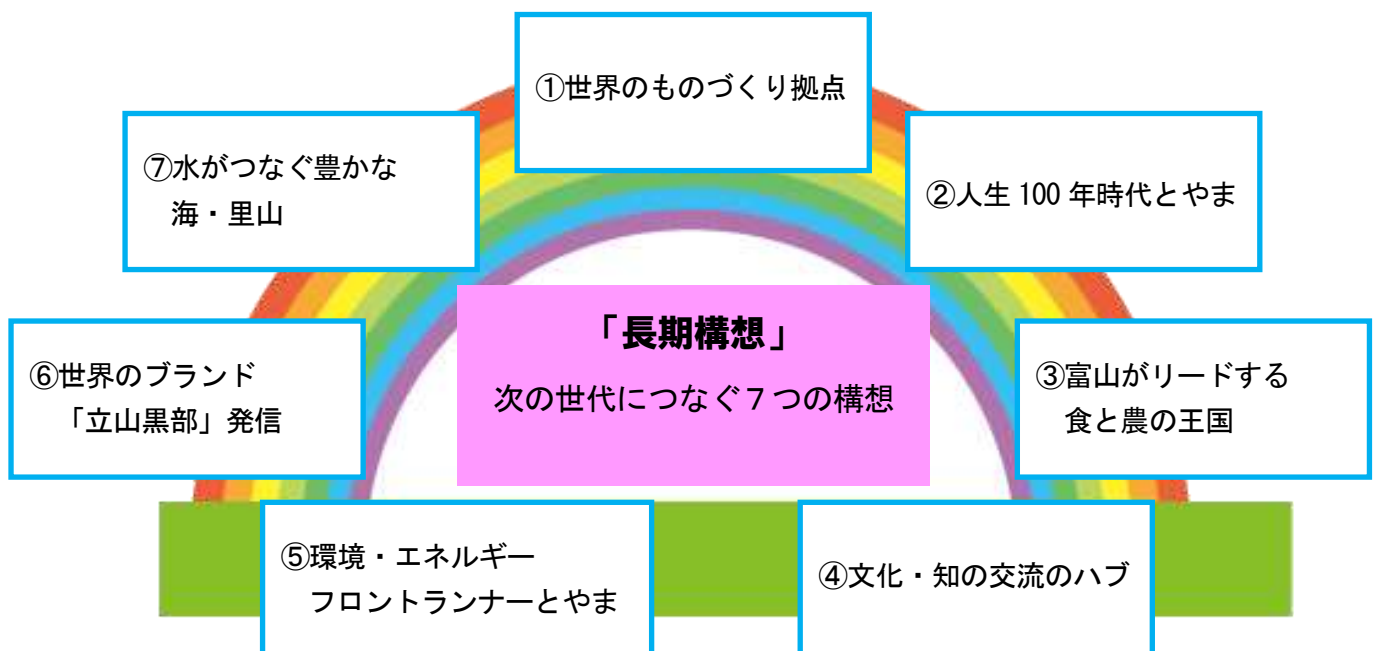 ①世界のものづくり拠点
②人生 100 年時代とやま
③富山がリードする
食と農の王国
④文化・知の交流のハブ
⑤環境・エネルギー
フロントランナーとやま
⑥世界のブランド
「立山黒部」発信
⑦水がつなぐ豊かな
海・里山
「長期構想」
次の世代につなぐ７つの構想